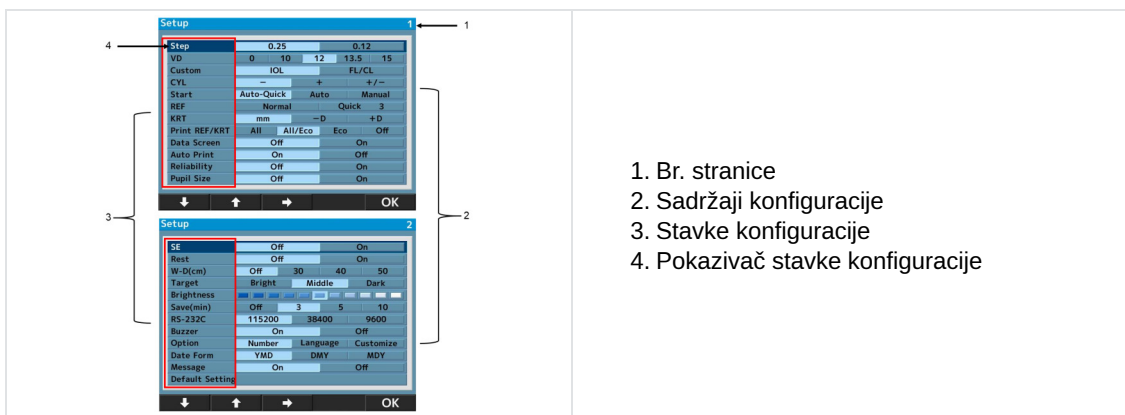 Setup 1
1
4
Step 0.25 0.12
VD 0 10 12 13.5 15
Custom IOL FL/CL
CYL − + +/−
Start Auto-Quick Auto Manual
REF Normal Quick 3
KRT mm −D +D
Print REF/KRT All All/Eco Eco Off
Data Screen Off On
Auto Print On Off
Reliability Off On
Pupil Size Off On
OK
3
2
Setup 2
SE Off On
Rest Off On
W-D(cm) Off 30 40 50
Target Bright Middle Dark
Brightness
Save(min) Off 3 5 10
RS-232C 115200 38400 9600
Buzzer On Off
Option Number Language Customize
Date Form YMD DMY MDY
Message On Off
Default Setting
OK
1. Br. stranice
2. Sadržaji konfiguracije
3. Stavke konfiguracije
4. Pokazivač stavke konfiguracije